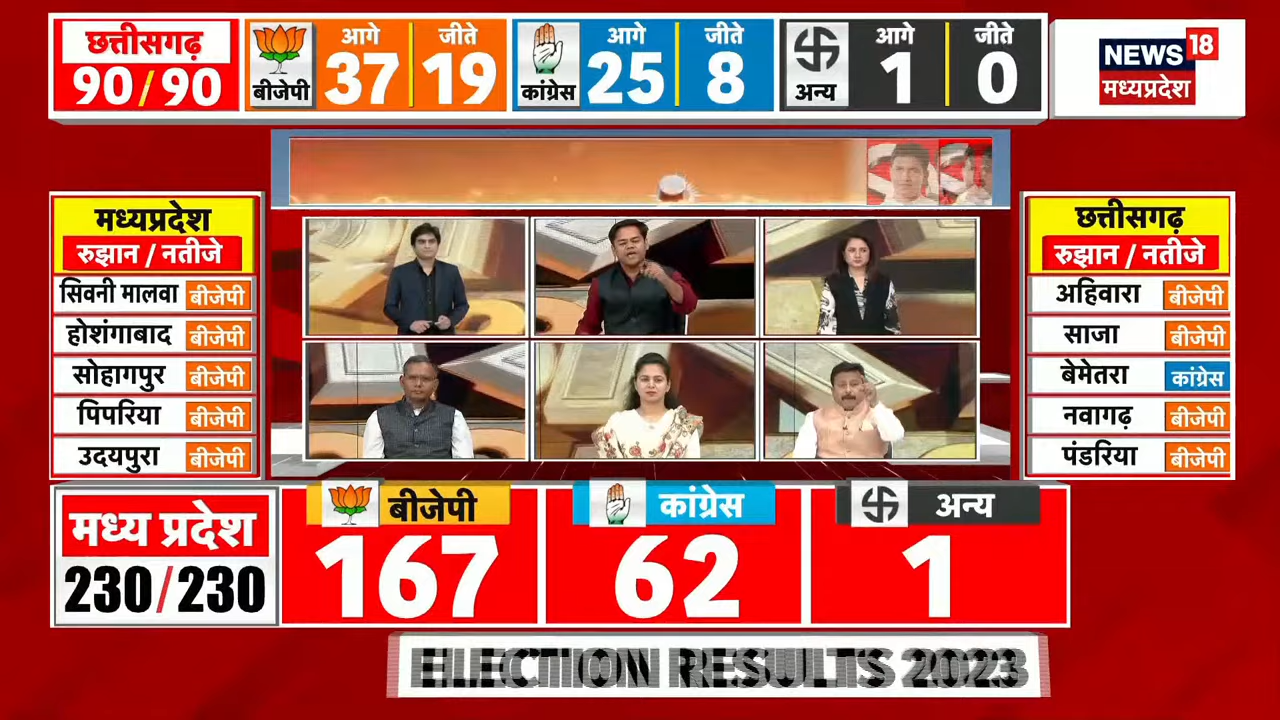 छत्तीसगढ़
90/90
बीजेपी
आगे
37
जीते
19
कांग्रेस
आगे
25
जीते
8
अन्य
आगे
1
जीते
0
NEWS 18
मध्यप्रदेश
मध्यप्रदेश
रुझान / नतीजे
सिवनी मालवा बीजेपी
होशंगाबाद बीजेपी
सोहागपुर बीजेपी
पिपरिया बीजेपी
उदयपुरा बीजेपी
छत्तीसगढ़
रुझान / नतीजे
अहिवारा बीजेपी
साजा बीजेपी
बेमेतरा कांग्रेस
नवागढ़ बीजेपी
पंडरिया बीजेपी
मध्य प्रदेश
230/230
बीजेपी
167
कांग्रेस
62
अन्य
1
ELECTION RESULTS 2023